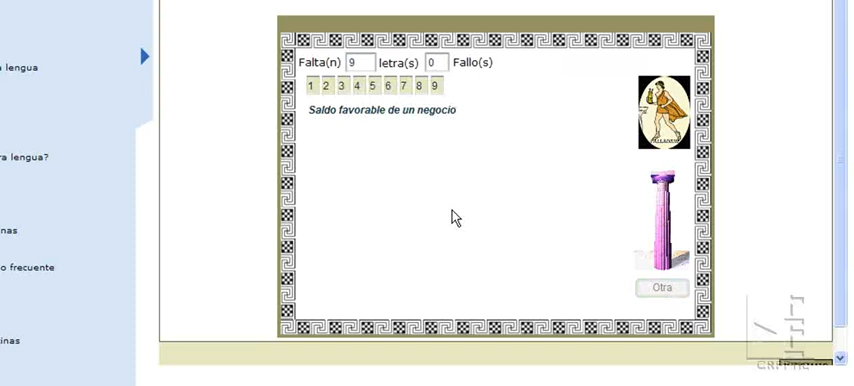 a lengua
ra lengua?
nas
o frecuente
inas
Falta(n) 9 letra(s) 0 Fallo(s)
1 2 3 4 5 6 7 8 9
Saldo favorable de un negocio
Otra